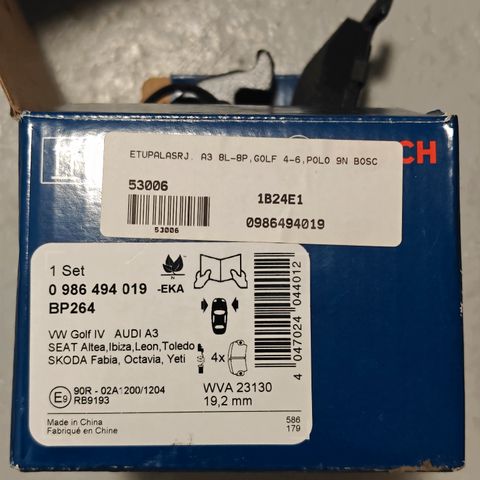 CH
ETUPALASRJ. A3 8L-8P,GOLF 4-6,POLO 9N BOSC
53006
53006
1B24E1
0986494019
1 Set
0 986 494 019 -EKA
BP264
N
VW Golf IV AUDI A3
SEAT Altea,Ibiza,Leon,Toledo
SKODA Fabia, Octavia, Yeti
4x
E9
90R - 02A1200/1204
RB9193
WVA 23130
19,2 mm
Made in China
Fabriqué en Chine
586
179
4 047024 044012